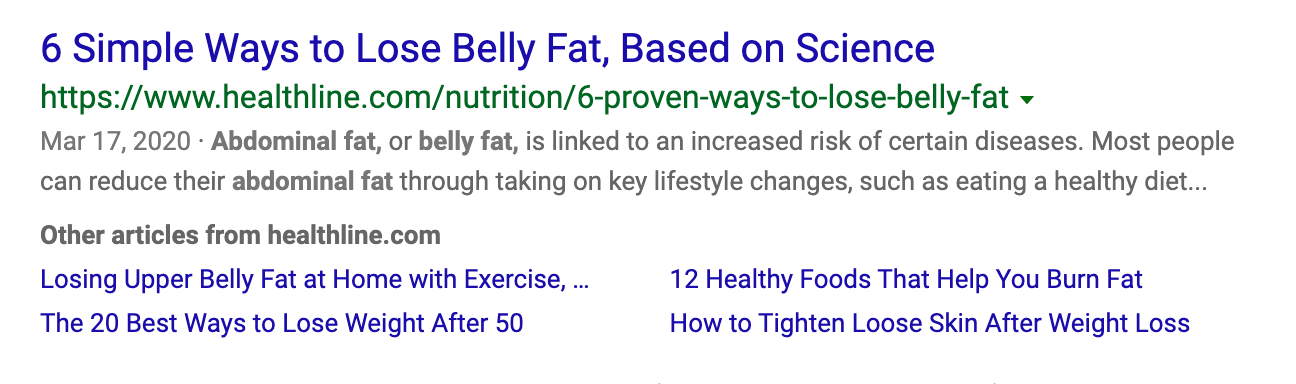 6 Simple Ways to Lose Belly Fat, Based on Science
https://www.healthline.com/nutrition/6-proven-ways-to-lose-belly-fat
Mar 17, 2020 · Abdominal fat, or belly fat, is linked to an increased risk of certain diseases. Most people
can reduce their abdominal fat through taking on key lifestyle changes, such as eating a healthy diet...
Other articles from healthline.com
Losing Upper Belly Fat at Home with Exercise, ...
12 Healthy Foods That Help You Burn Fat
The 20 Best Ways to Lose Weight After 50
How to Tighten Loose Skin After Weight Loss